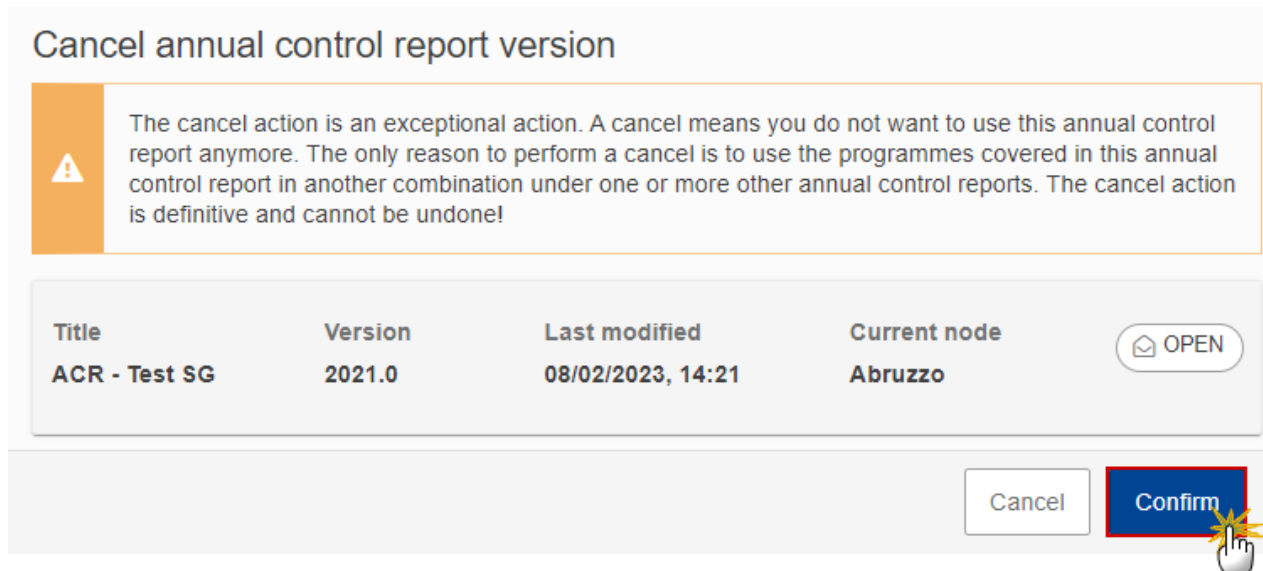 Cancel annual control report version
The cancel action is an exceptional action. A cancel means you do not want to use this annual control
report anymore. The only reason to perform a cancel is to use the programmes covered in this annual
control report in another combination under one or more other annual control reports. The cancel action
is definitive and cannot be undone!
Title Version Last modified Current node OPEN
ACR - Test SG 2021.0 08/02/2023, 14:21 Abruzzo
Cancel Confirm